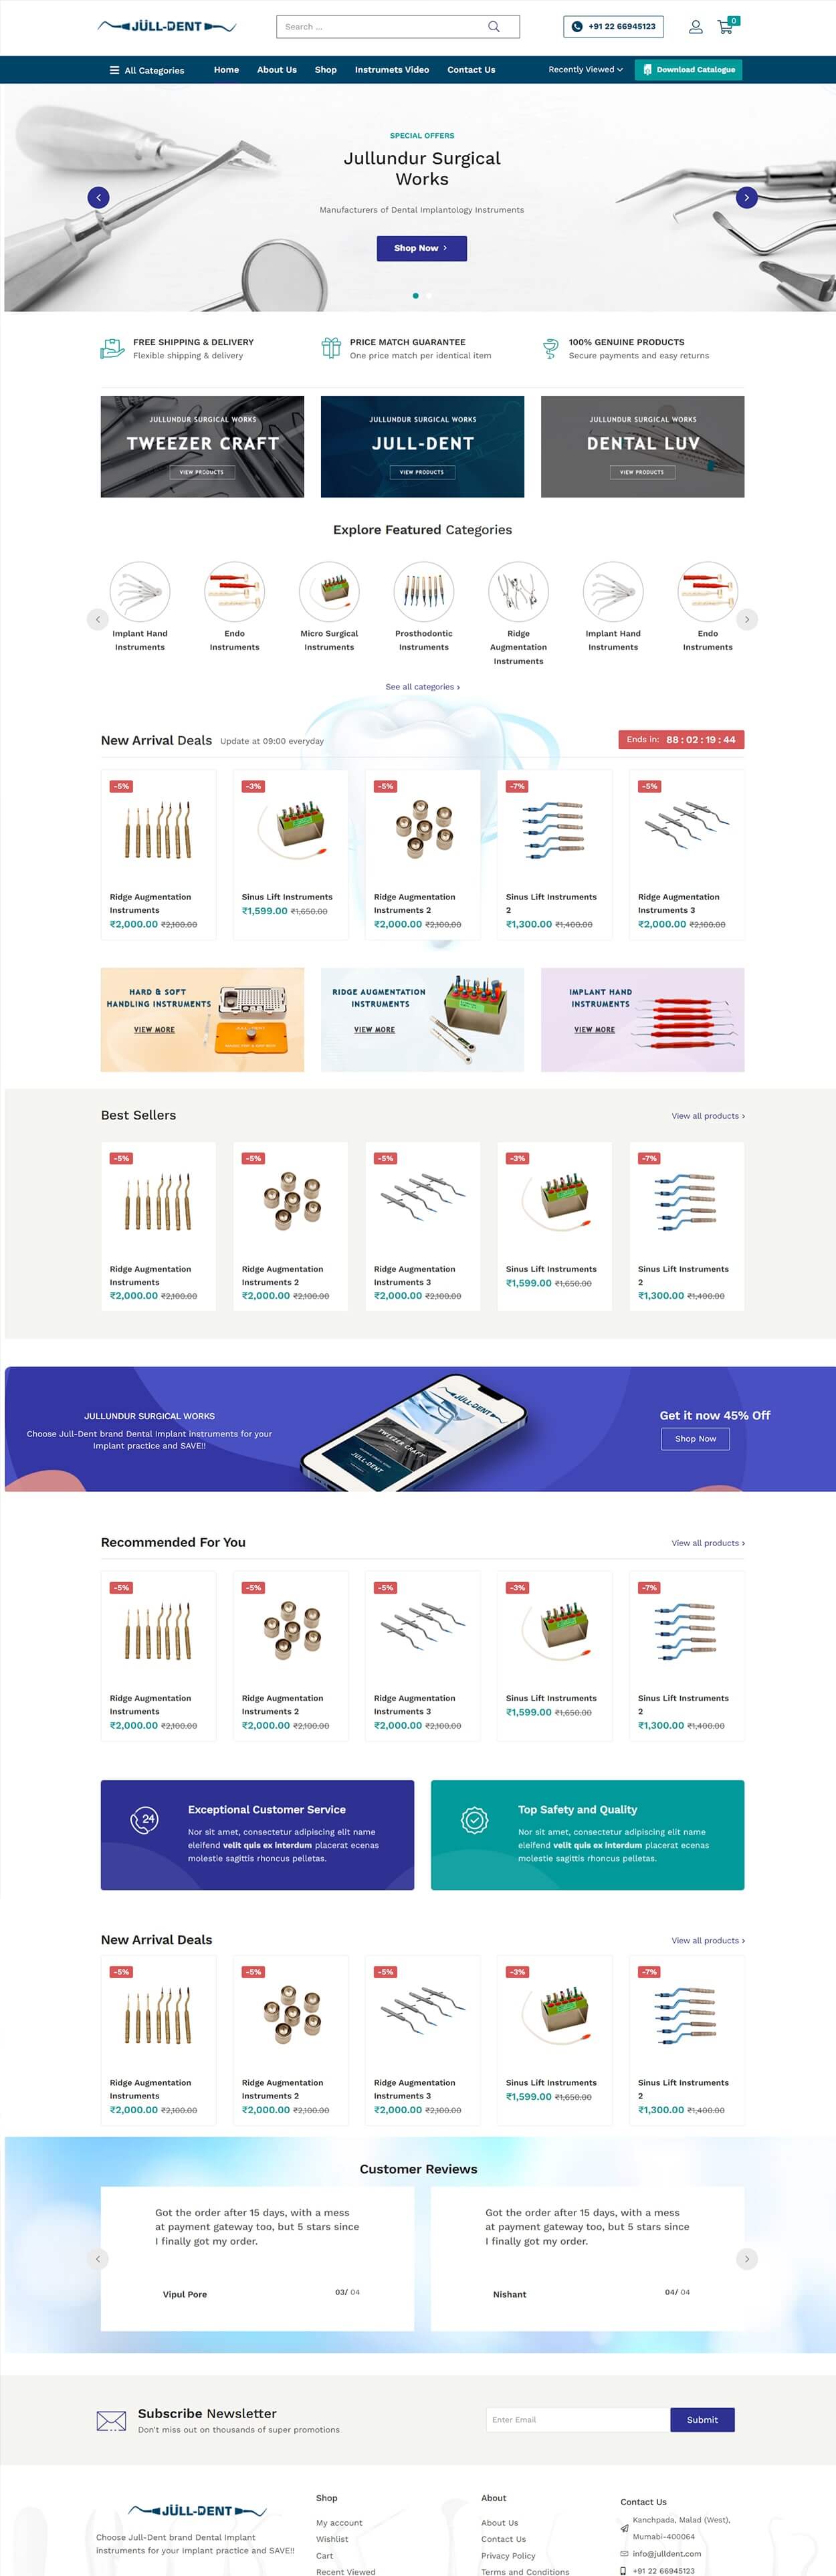 JÜLL-DENT
Search ...
+91 22 66945123
0
All Categories
Home
About Us
Shop
Instrumets Video
Contact Us
Recently Viewed
Download Catalogue
SPECIAL OFFERS
Jullundur Surgical
Works
Manufacturers of Dental Implantology Instruments
Shop Now
FREE SHIPPING & DELIVERY
Flexible shipping & delivery
PRICE MATCH GUARANTEE
One price match per identical item
100% GENUINE PRODUCTS
Secure payments and easy returns
JULLUNDUR SURGICAL WORKS
TWEEZER CRAFT
VIEW PRODUCTS
JULLUNDUR SURGICAL WORKS
JULL-DENT
VIEW PRODUCTS
JULLUNDUR SURGICAL WORKS
DENTAL LUV
VIEW PRODUCTS
Explore Featured Categories
Implant Hand
Instruments
Endo
Instruments
Micro Surgical
Instruments
Prosthodontic
Instruments
Ridge
Augmentation
Instruments
Implant Hand
Instruments
Endo
Instruments
See all categories
New Arrival Deals
Update at 09:00 everyday
Ends in: 88 : 02 : 19 : 44
-5%
Ridge Augmentation
Instruments
₹2,000.00 ₹2,100.00
-3%
Sinus Lift Instruments
₹1,599.00 ₹1,650.00
-5%
Ridge Augmentation
Instruments 2
₹2,000.00 ₹2,100.00
-7%
Sinus Lift Instruments
2
₹1,300.00 ₹1,400.00
-5%
Ridge Augmentation
Instruments 3
₹2,000.00 ₹2,100.00
HARD & SOFT
HANDLING INSTRUMENTS
VIEW MORE
RIDGE AUGMENTATION
INSTRUMENTS
VIEW MORE
IMPLANT HAND
INSTRUMENTS
VIEW MORE
Best Sellers
View all products
-5%
Ridge Augmentation
Instruments
₹2,000.00 ₹2,100.00
-5%
Ridge Augmentation
Instruments 2
₹2,000.00 ₹2,100.00
-5%
Ridge Augmentation
Instruments 3
₹2,000.00 ₹2,100.00
-3%
Sinus Lift Instruments
₹1,599.00 ₹1,650.00
-7%
Sinus Lift Instruments
2
₹1,300.00 ₹1,400.00
JULLUNDUR SURGICAL WORKS
Choose Jull-Dent brand Dental Implant instruments for your
Implant practice and SAVE!!
JÜLL-DENT
TWEEZER CRAFT
JULL-DENT
Get it now 45% Off
Shop Now
Recommended For You
View all products
-5%
Ridge Augmentation
Instruments
₹2,000.00 ₹2,100.00
-5%
Ridge Augmentation
Instruments 2
₹2,000.00 ₹2,100.00
-5%
Ridge Augmentation
Instruments 3
₹2,000.00 ₹2,100.00
-3%
Sinus Lift Instruments
₹1,599.00 ₹1,650.00
-7%
Sinus Lift Instruments
2
₹1,300.00 ₹1,400.00
24
Exceptional Customer Service
Nor sit amet, consectetur adipiscing elit name
eleifend velit quis ex interdum placerat ecenas
molestie sagittis rhoncus pelletas.
Top Safety and Quality
Nor sit amet, consectetur adipiscing elit name
eleifend velit quis ex interdum placerat ecenas
molestie sagittis rhoncus pelletas.
New Arrival Deals
View all products
-5%
Ridge Augmentation
Instruments
₹2,000.00 ₹2,100.00
-5%
Ridge Augmentation
Instruments 2
₹2,000.00 ₹2,100.00
-5%
Ridge Augmentation
Instruments 3
₹2,000.00 ₹2,100.00
-3%
Sinus Lift Instruments
₹1,599.00 ₹1,650.00
-7%
Sinus Lift Instruments
2
₹1,300.00 ₹1,400.00
Customer Reviews
Got the order after 15 days, with a mess
at payment gateway too, but 5 stars since
I finally got my order.
Vipul Pore
03/ 04
Got the order after 15 days, with a mess
at payment gateway too, but 5 stars since
I finally got my order.
Nishant
04/ 04
Subscribe Newsletter
Don't miss out on thousands of super promotions
Enter Email
Submit
JÜLL-DENT
Choose Jull-Dent brand Dental Implant
instruments for your Implant practice and SAVE!!
Shop
My account
Wishlist
Cart
Recent Viewed
About
About Us
Contact Us
Privacy Policy
Terms and Conditions
Contact Us
Kanchpada, Malad (West),
Mumabi-400064
info@julldent.com
+91 22 66945123